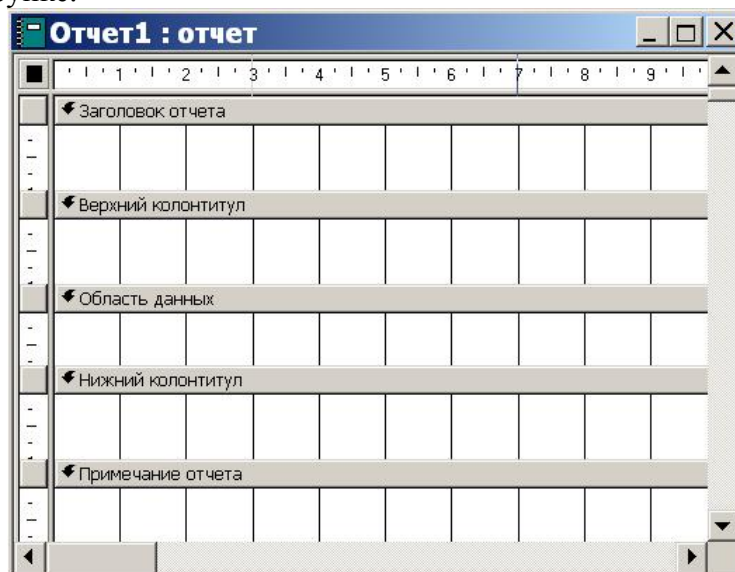 Отчет1 : отчет
1 2 3 4 5 6 7 8 9
Заголовок отчета
Верхний колонтитул
Область данных
Нижний колонтитул
Примечание отчета